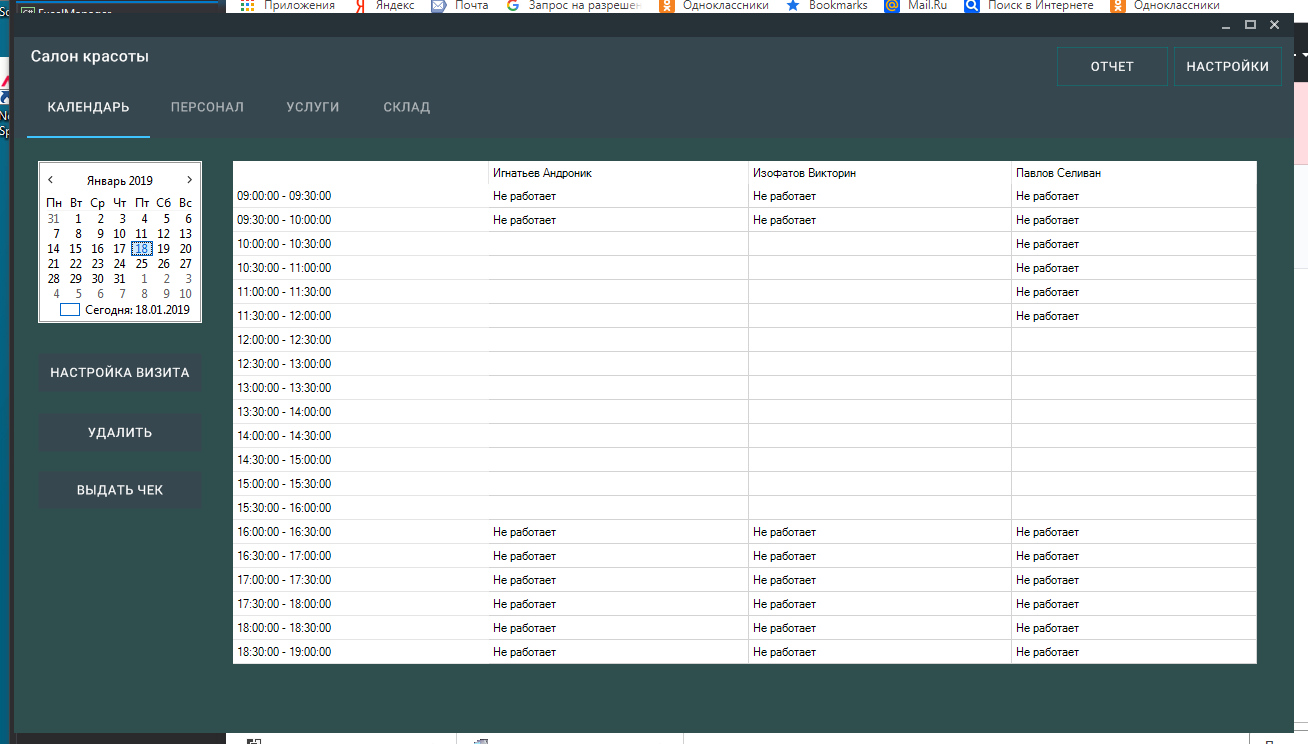 Приложения Яндекс Почта Запрос на разрешен Одноклассники Bookmarks Mail.Ru Поиск в Интернете Одноклассники
Салон красоты
ОТЧЕТ НАСТРОЙКИ
КАЛЕНДАРЬ ПЕРСОНАЛ УСЛУГИ СКЛАД
Январь 2019
Пн Вт Ср Чт Пт Сб Вс
31 1 2 3 4 5 6
7 8 9 10 11 12 13
14 15 16 17 18 19 20
21 22 23 24 25 26 27
28 29 30 31 1 2 3
4 5 6 7 8 9 10
Сегодня: 18.01.2019
НАСТРОЙКА ВИЗИТА
УДАЛИТЬ
ВЫДАТЬ ЧЕК
Игнатьев Андроник Изофатов Викторин Павлов Селиван
09:00:00 - 09:30:00 Не работает Не работает Не работает
09:30:00 - 10:00:00 Не работает Не работает Не работает
10:00:00 - 10:30:00 Не работает
10:30:00 - 11:00:00 Не работает
11:00:00 - 11:30:00 Не работает
11:30:00 - 12:00:00 Не работает
12:00:00 - 12:30:00
12:30:00 - 13:00:00
13:00:00 - 13:30:00
13:30:00 - 14:00:00
14:00:00 - 14:30:00
14:30:00 - 15:00:00
15:00:00 - 15:30:00
15:30:00 - 16:00:00
16:00:00 - 16:30:00 Не работает Не работает Не работает
16:30:00 - 17:00:00 Не работает Не работает Не работает
17:00:00 - 17:30:00 Не работает Не работает Не работает
17:30:00 - 18:00:00 Не работает Не работает Не работает
18:00:00 - 18:30:00 Не работает Не работает Не работает
18:30:00 - 19:00:00 Не работает Не работает Не работает